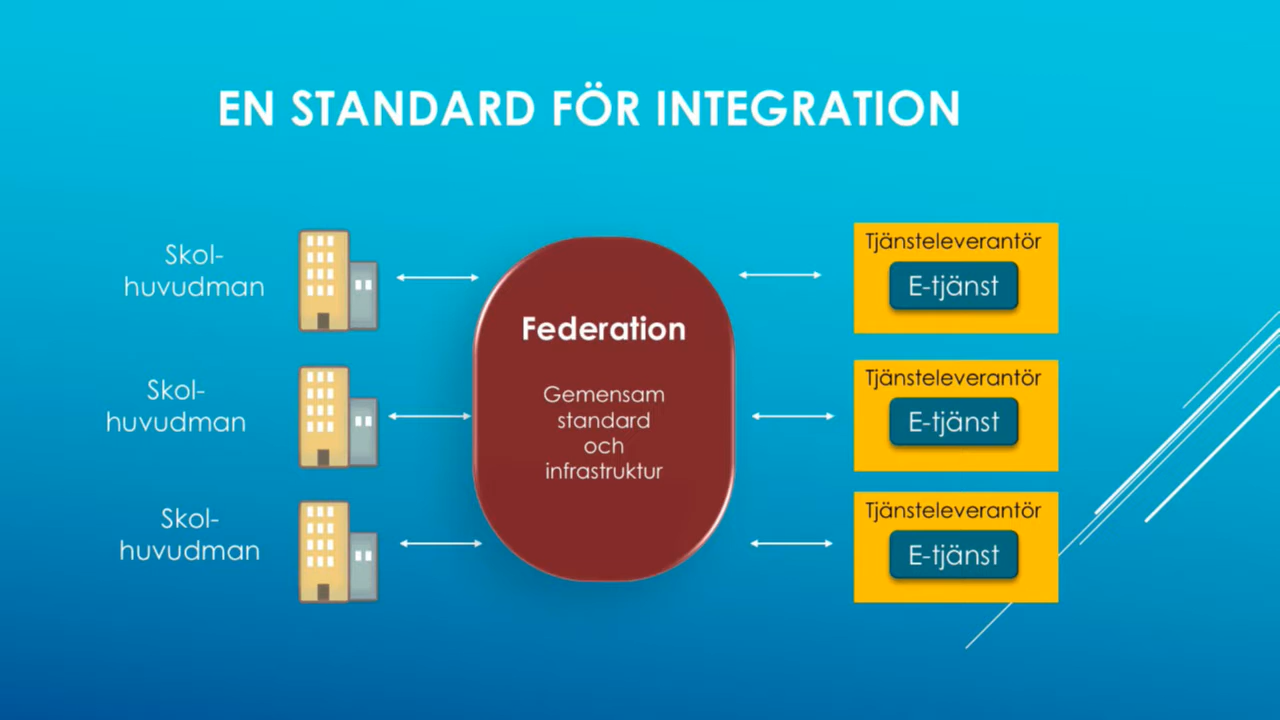 EN STANDARD FÖR INTEGRATION
Skol-
huvudman
Skol-
huvudman
Skol-
huvudman
Federation
Gemensam
standard
och
infrastruktur
Tjänsteleverantör
E-tjänst
Tjänsteleverantör
E-tjänst
Tjänsteleverantör
E-tjänst